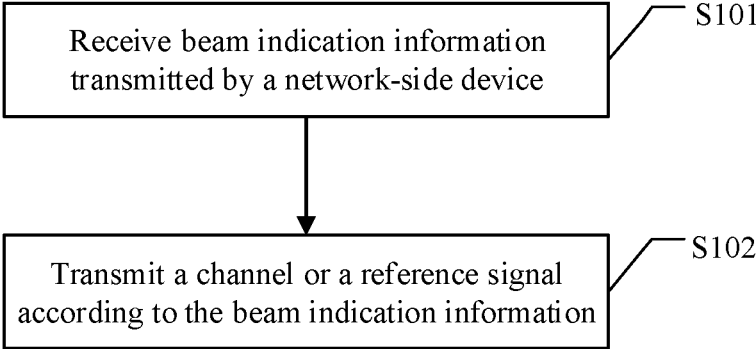 S101
Receive beam indication information
transmitted by a network-side device
S102
Transmit a channel or a reference signal
according to the beam indication information